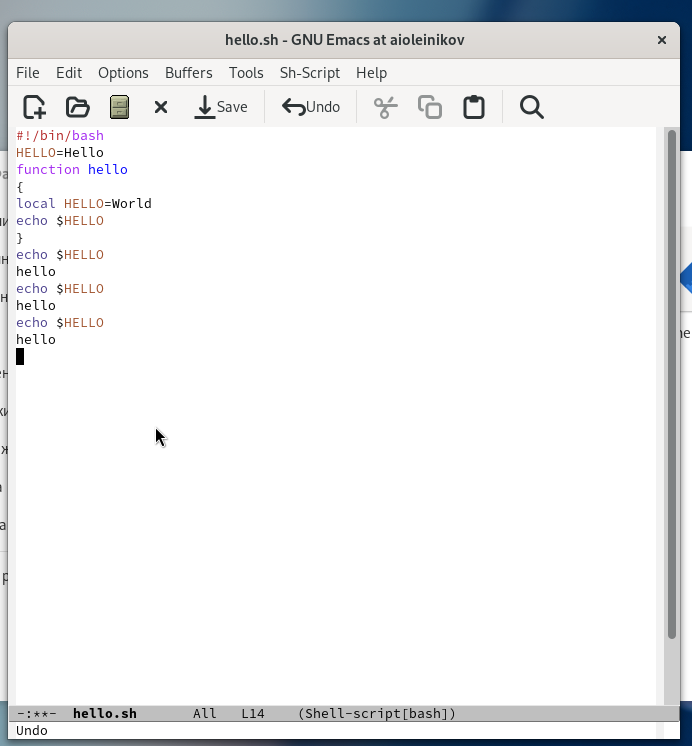 hello.sh - GNU Emacs at aioleinikov
File Edit Options Buffers Tools Sh-Script Help
Save Undo
#!/bin/bash
HELLO=Hello
function hello
{
local HELLO=World
echo $HELLO
}
echo $HELLO
hello
echo $HELLO
hello
echo $HELLO
hello
-:**-  hello.sh       All   L14    (Shell-script[bash])
Undo